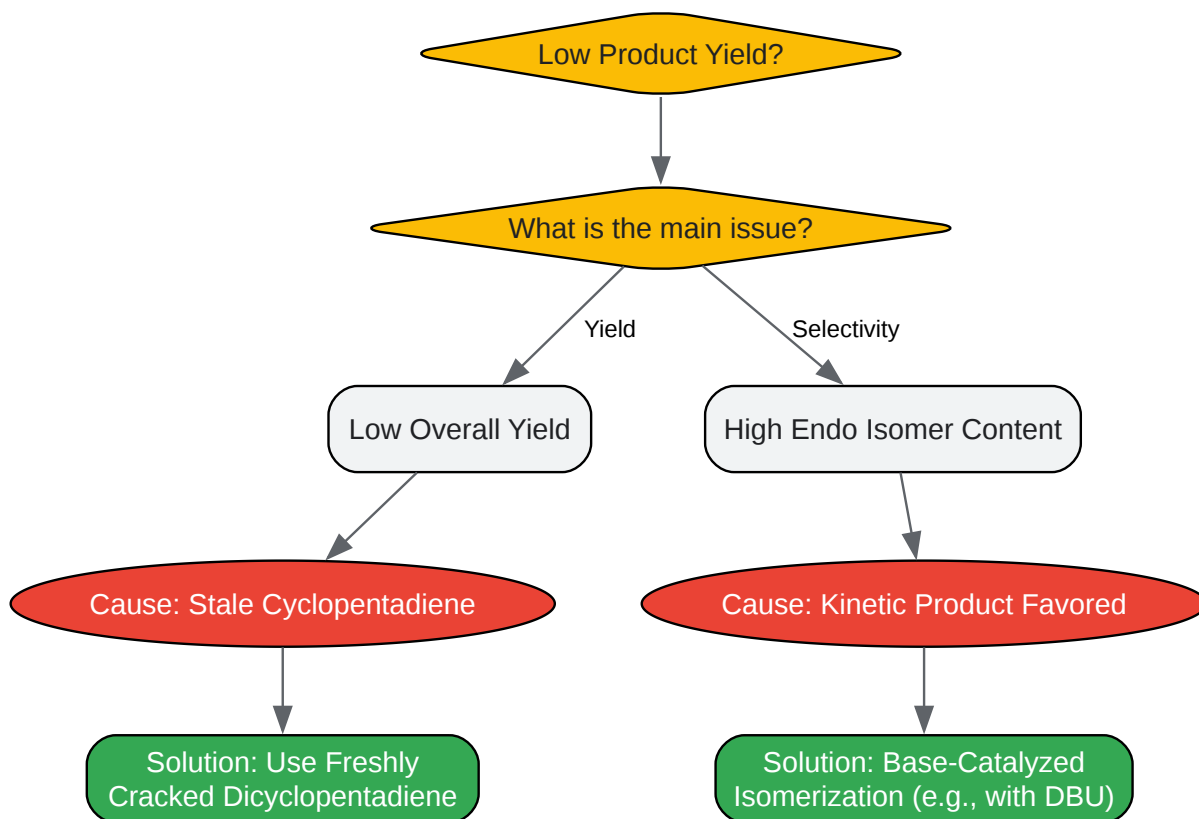 Low Product Yield?
What is the main issue?
Yield
Selectivity
Low Overall Yield
High Endo Isomer Content
Cause: Stale Cyclopentadiene
Cause: Kinetic Product Favored
Solution: Use Freshly
Cracked Dicyclopentadiene
Solution: Base-Catalyzed
Isomerization (e.g., with DBU)